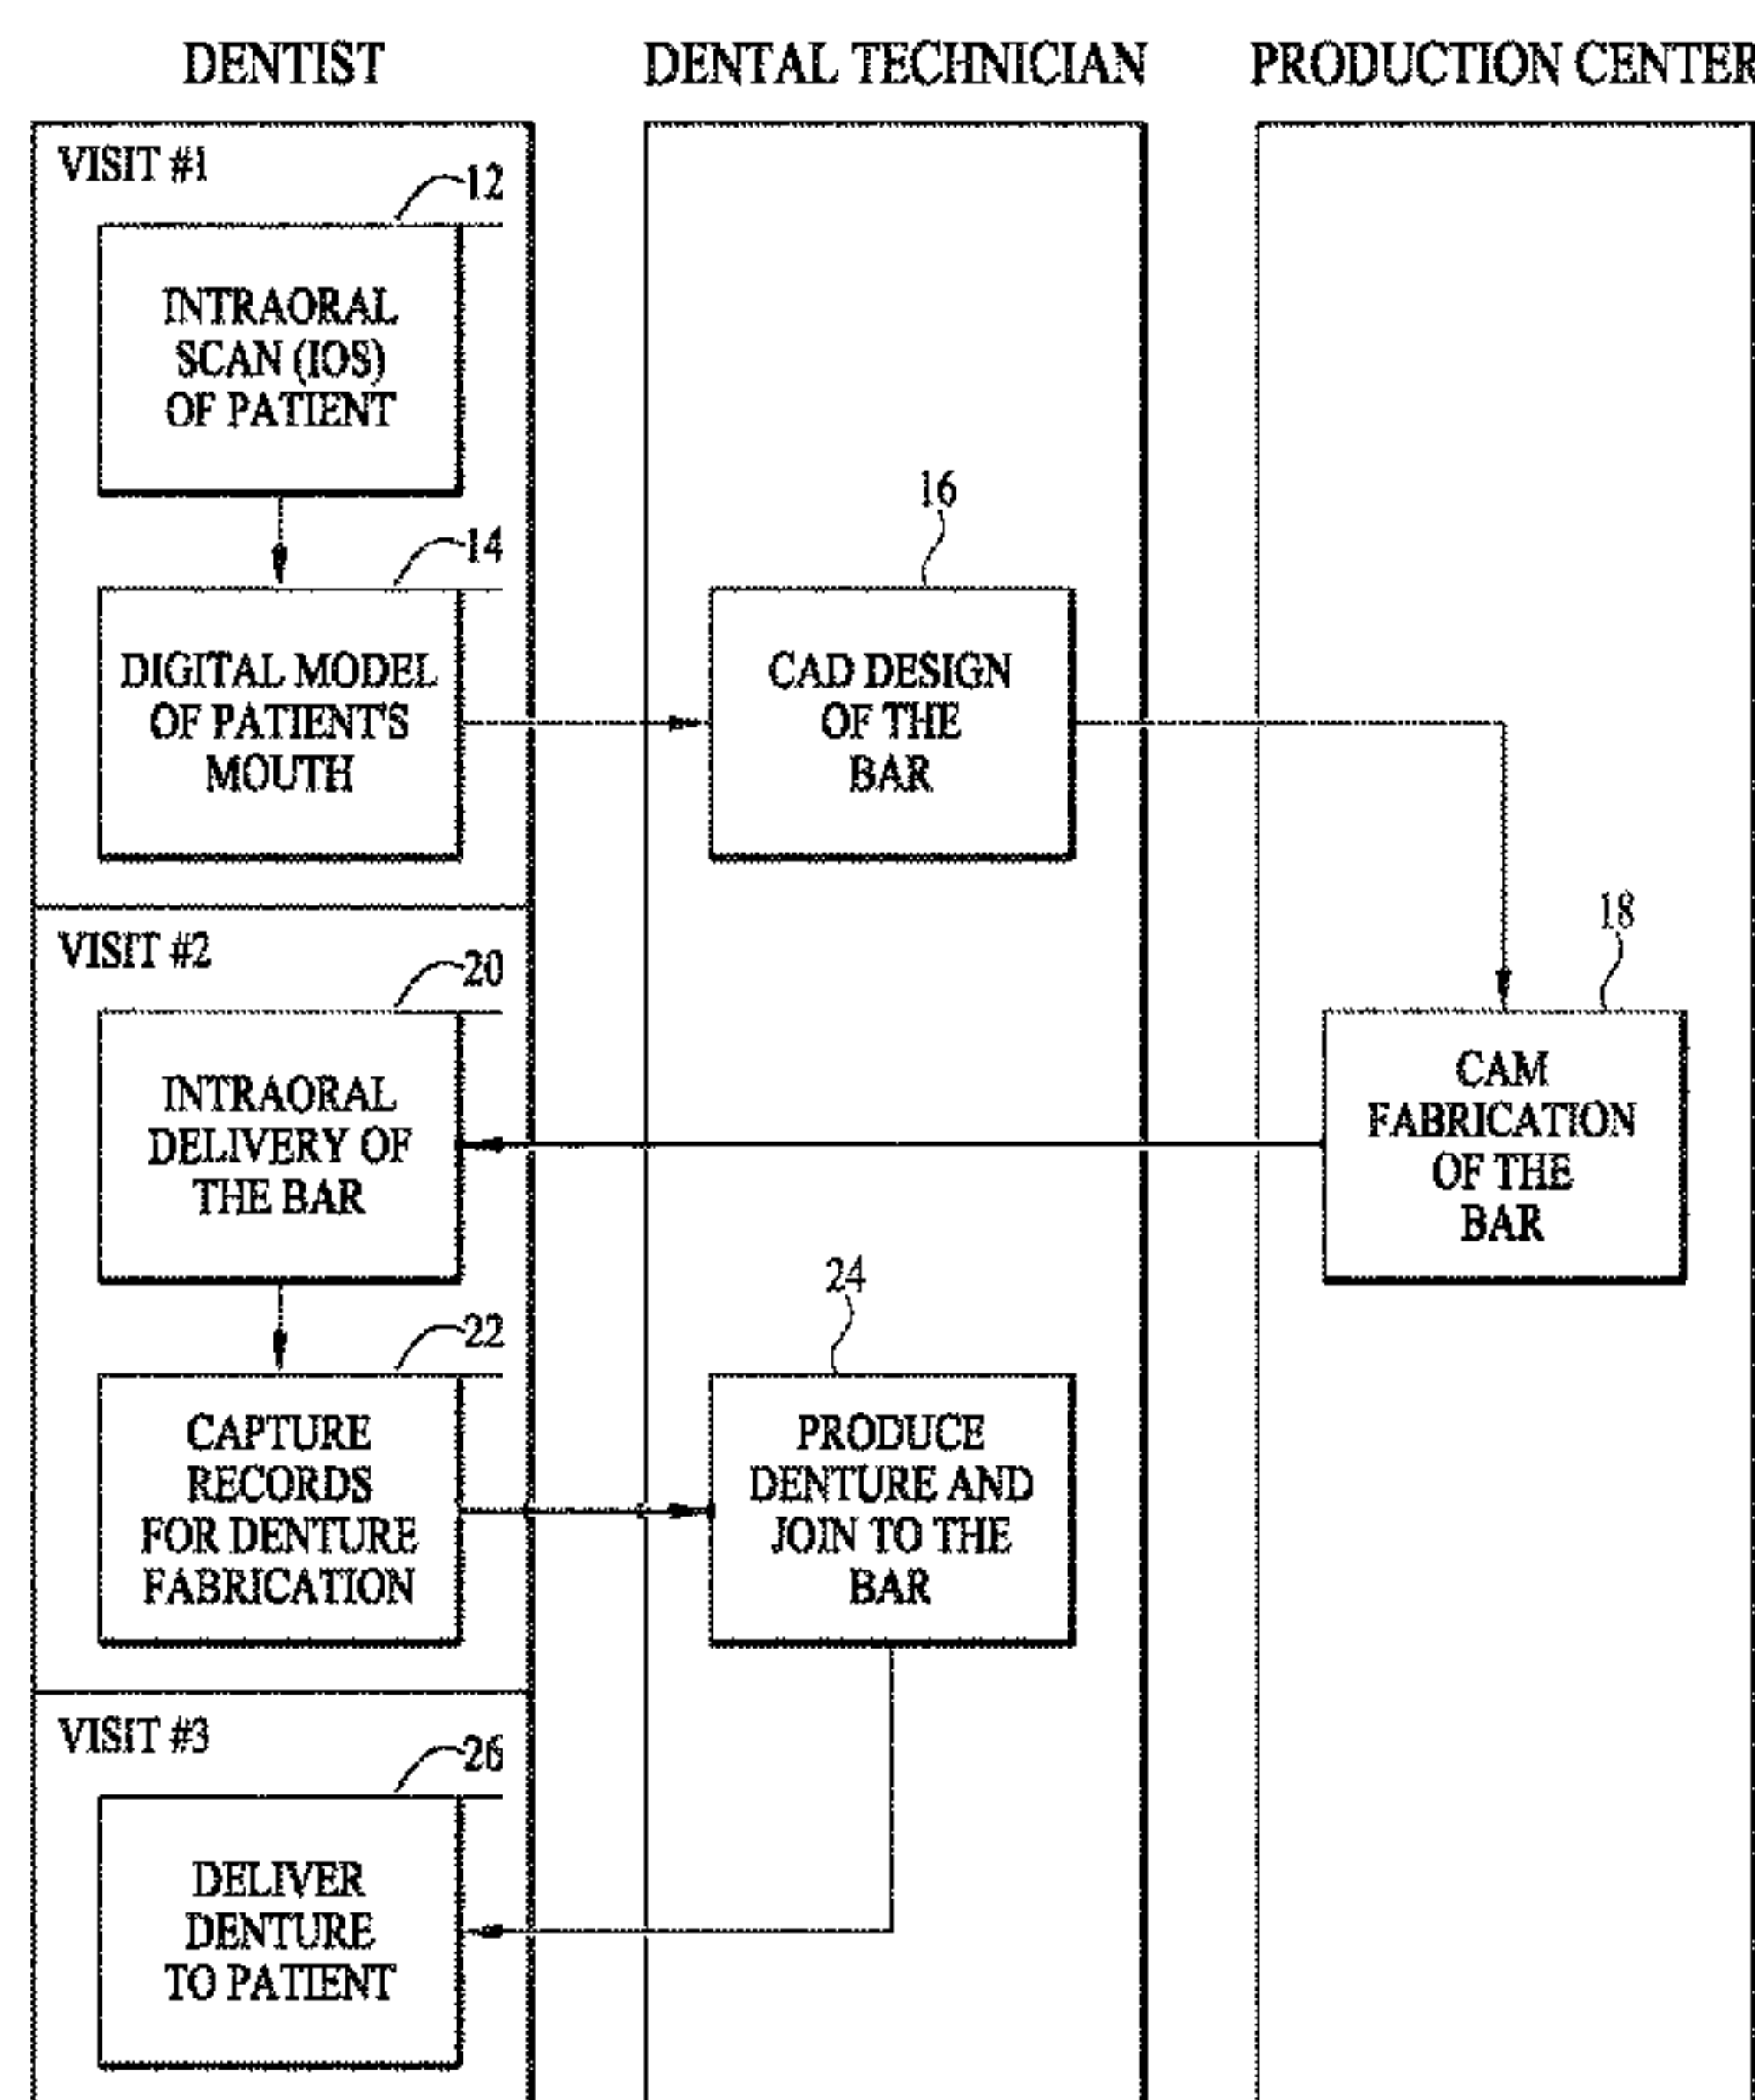 DENTIST
DENTAL TECHNICIAN
PRODUCTION CENTER
VISIT #1
12
INTRAORAL
SCAN (IOS)
OF PATIENT
14
DIGITAL MODEL
OF PATIENT'S
MOUTH
16
CAD DESIGN
OF THE
BAR
18
CAM
FABRICATION
OF THE
BAR
VISIT #2
20
INTRAORAL
DELIVERY OF
THE BAR
22
CAPTURE
RECORDS
FOR DENTURE
FABRICATION
24
PRODUCE
DENTURE AND
JOIN TO THE
BAR
VISIT #3
26
DELIVER
DENTURE
TO PATIENT